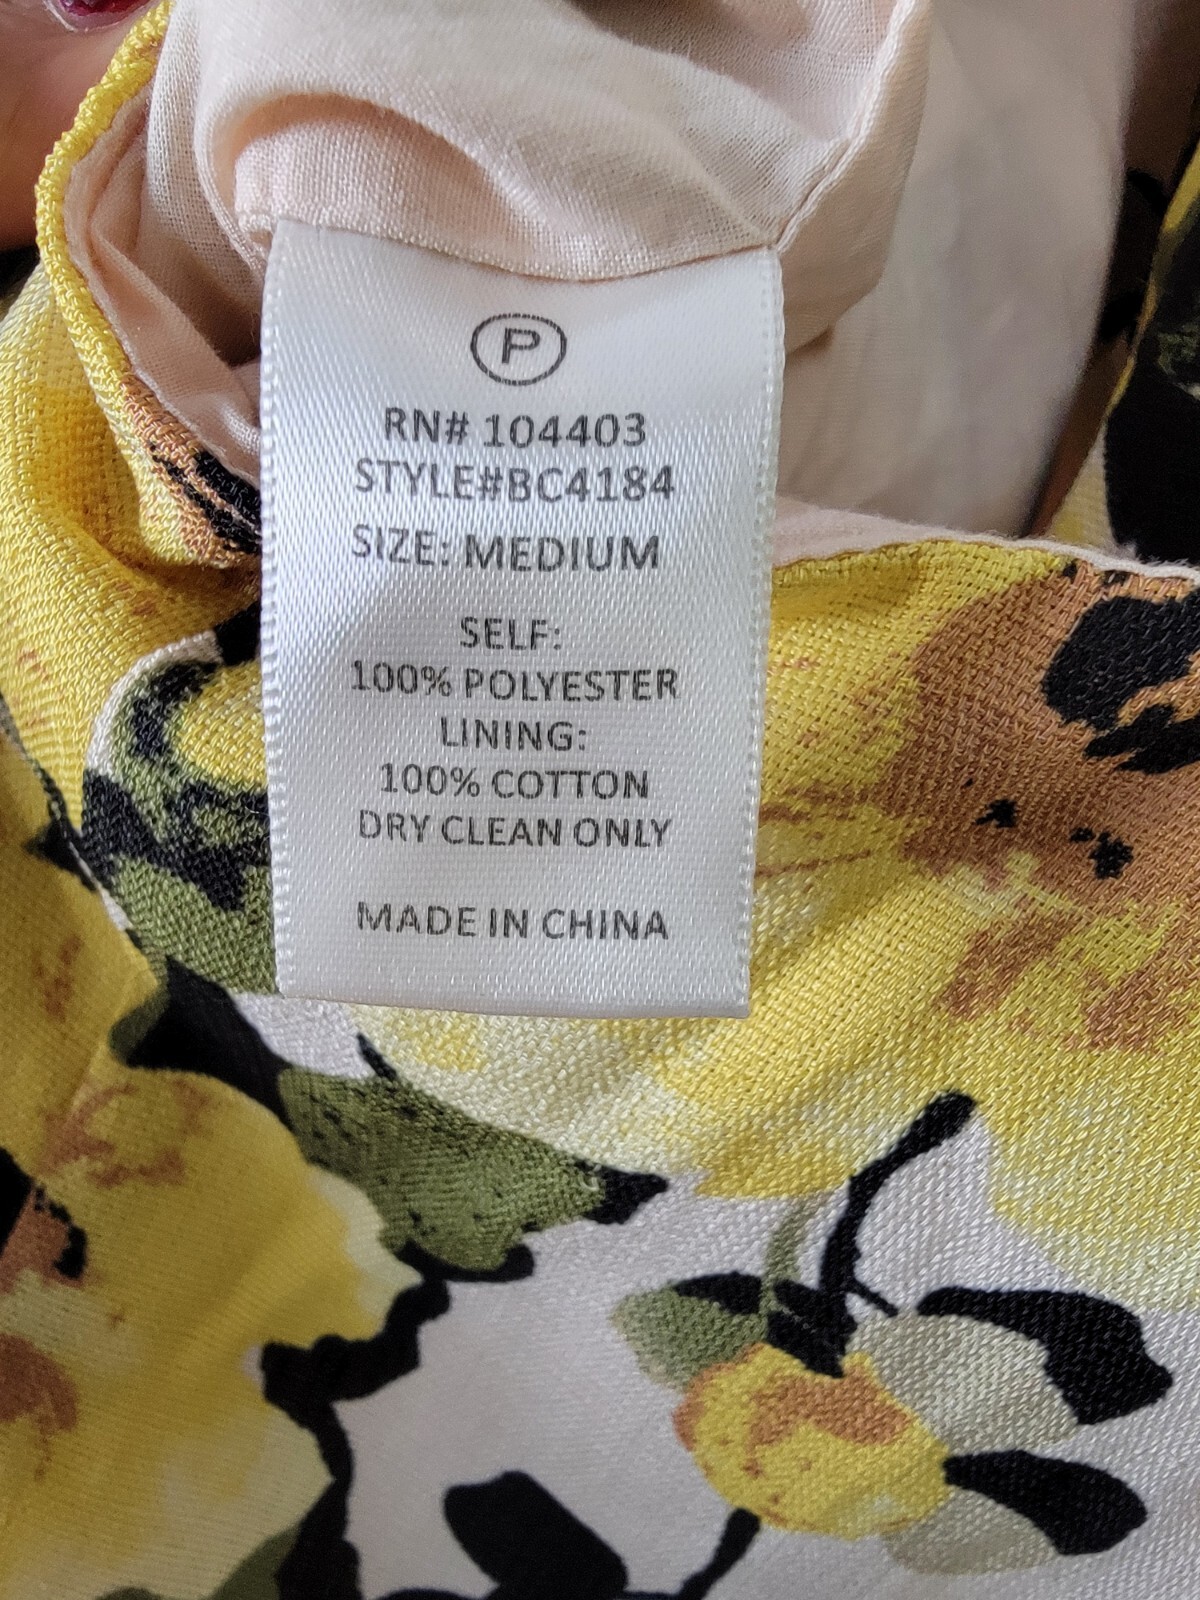 P
RN# 104403
STYLE#BC4184
SIZE: MEDIUM
SELF:
100% POLYESTER
LINING:
100% COTTON
DRY CLEAN ONLY
MADE IN CHINA